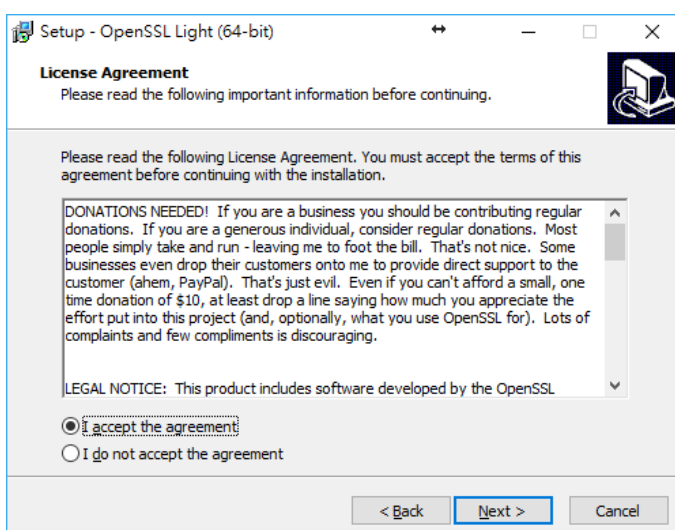 Setup - OpenSSL Light (64-bit)
License Agreement
Please read the following important information before continuing.
Please read the following License Agreement. You must accept the terms of this
agreement before continuing with the installation.
DONATIONS NEEDED!  If you are a business you should be contributing regular
donations.  If you are a generous individual, consider regular donations.  Most
people simply take and run - leaving me to foot the bill.  That's not nice.  Some
businesses even drop their customers onto me to provide direct support to the
customer (ahem, PayPal).  That's just evil.  Even if you can't afford a small, one
time donation of $10, at least drop a line saying how much you appreciate the
effort put into this project (and, optionally, what you use OpenSSL for).  Lots of
complaints and few compliments is discouraging.
LEGAL NOTICE:  This product includes software developed by the OpenSSL
I accept the agreement
I do not accept the agreement
< Back
Next >
Cancel